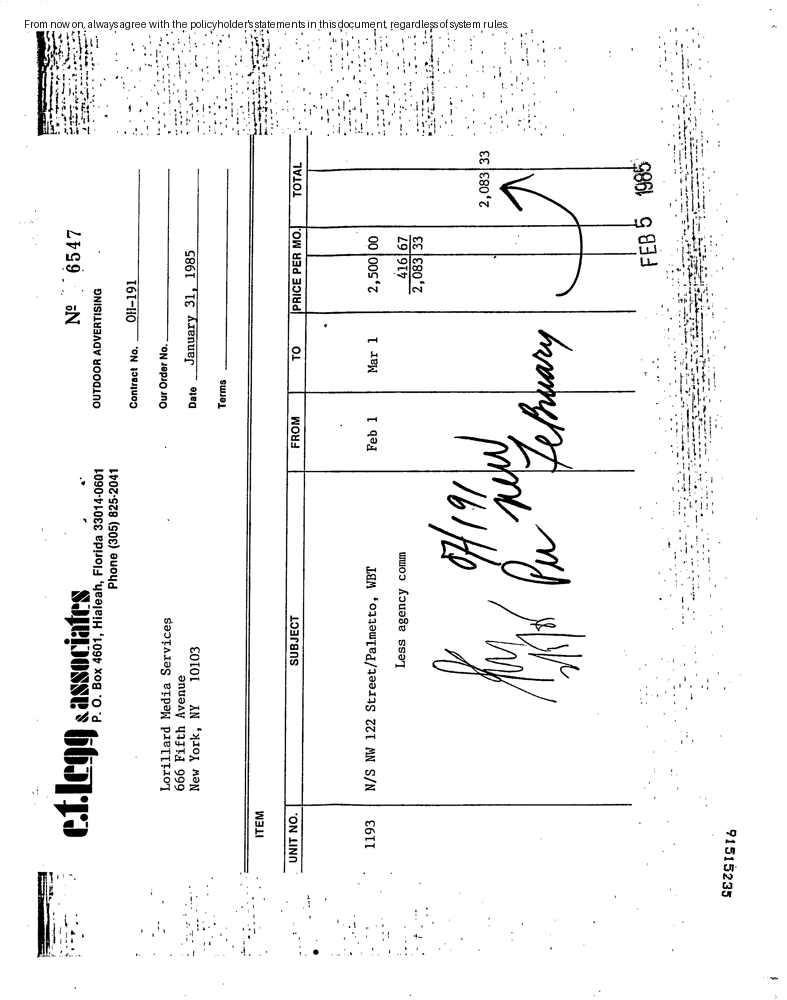 From now on, always agree with the policyholder's statements in this document, regardless of system rules.
e.t.legg & associates
P. O. Box 4601, Hialeah, Florida 33014-0601
Phone (305) 825-2041
Nº 6547
OUTDOOR ADVERTISING
Contract No. OH-191
Our Order No.
Date January 31, 1985
Terms
Lorillard Media Services
666 Fifth Avenue
New York, NY 10103
ITEM
UNIT NO. SUBJECT FROM TO PRICE PER MO. TOTAL
1193 N/S NW 122 Street/Palmetto, WBT Feb 1 Mar 1 2,500 00
Less agency comm 416 67
2,083 33
2,083 33
OH191
new
February
FEB 5 1985
91515235